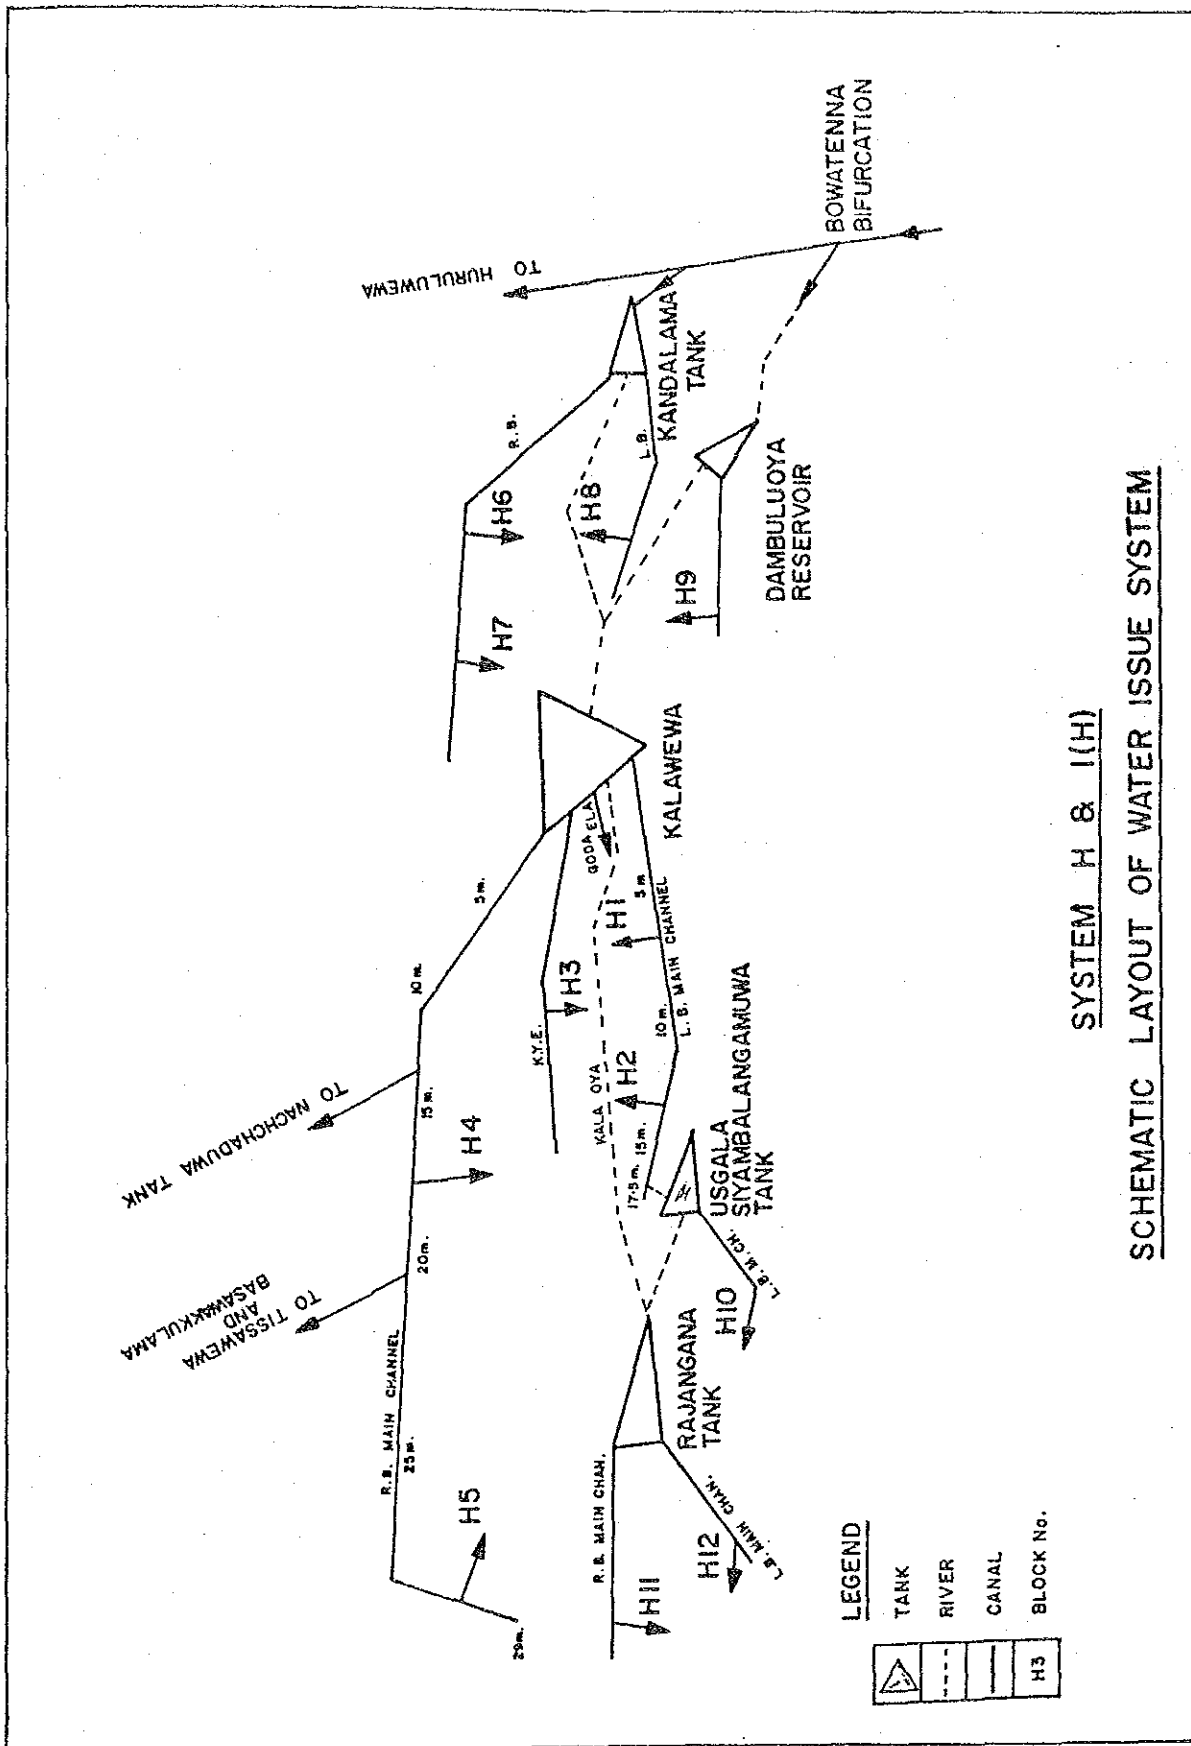 TO HURULUWEWA
BOWATENNA
BIFURCATION
KANDALAMA
TANK
R.B.
L.B.
H6
H7
H8
H9
DAMBULUOYA
RESERVOIR
KALAWEWA
GODA ELA
5m.
10m.
15m.
20m.
25m.
29m.
R.B. MAIN CHANNEL
TO NACHCHADUWA TANK
TO TISSAWEWA
AND
BASAWAKKULAMA
H4
H5
K.Y.E.
H3
KALA OYA
H1
H2
5m
10m.
15m.
17.5m.
L.B. MAIN CHANNEL
USGALA
SIYAMBALANGAMUWA
TANK
L.B.M.CH.
H10
RAJANGANA
TANK
R.B. MAIN CHAN.
L.B. MAIN CHAN.
H11
H12
LEGEND
TANK
RIVER
CANAL
H3 BLOCK No.
SYSTEM H & I(H)
SCHEMATIC LAYOUT OF WATER ISSUE SYSTEM